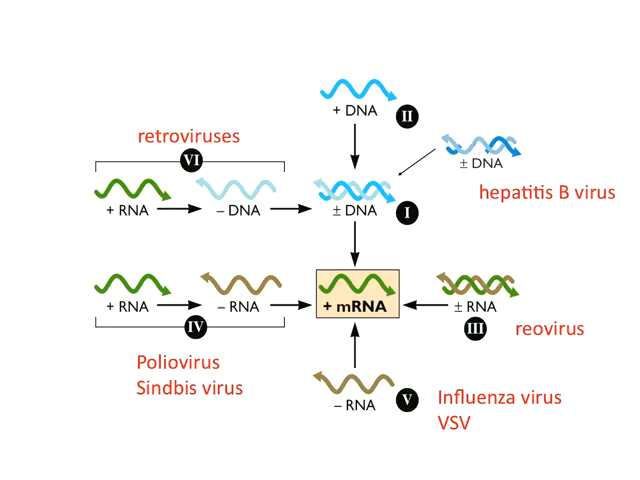 + DNA
II
retroviruses
VI
± DNA
hepatitis B virus
+ RNA
– DNA
± DNA
I
+ RNA
– RNA
+ mRNA
± RNA
IV
III
reovirus
Poliovirus
Sindbis virus
– RNA
V
Influenza virus
VSV